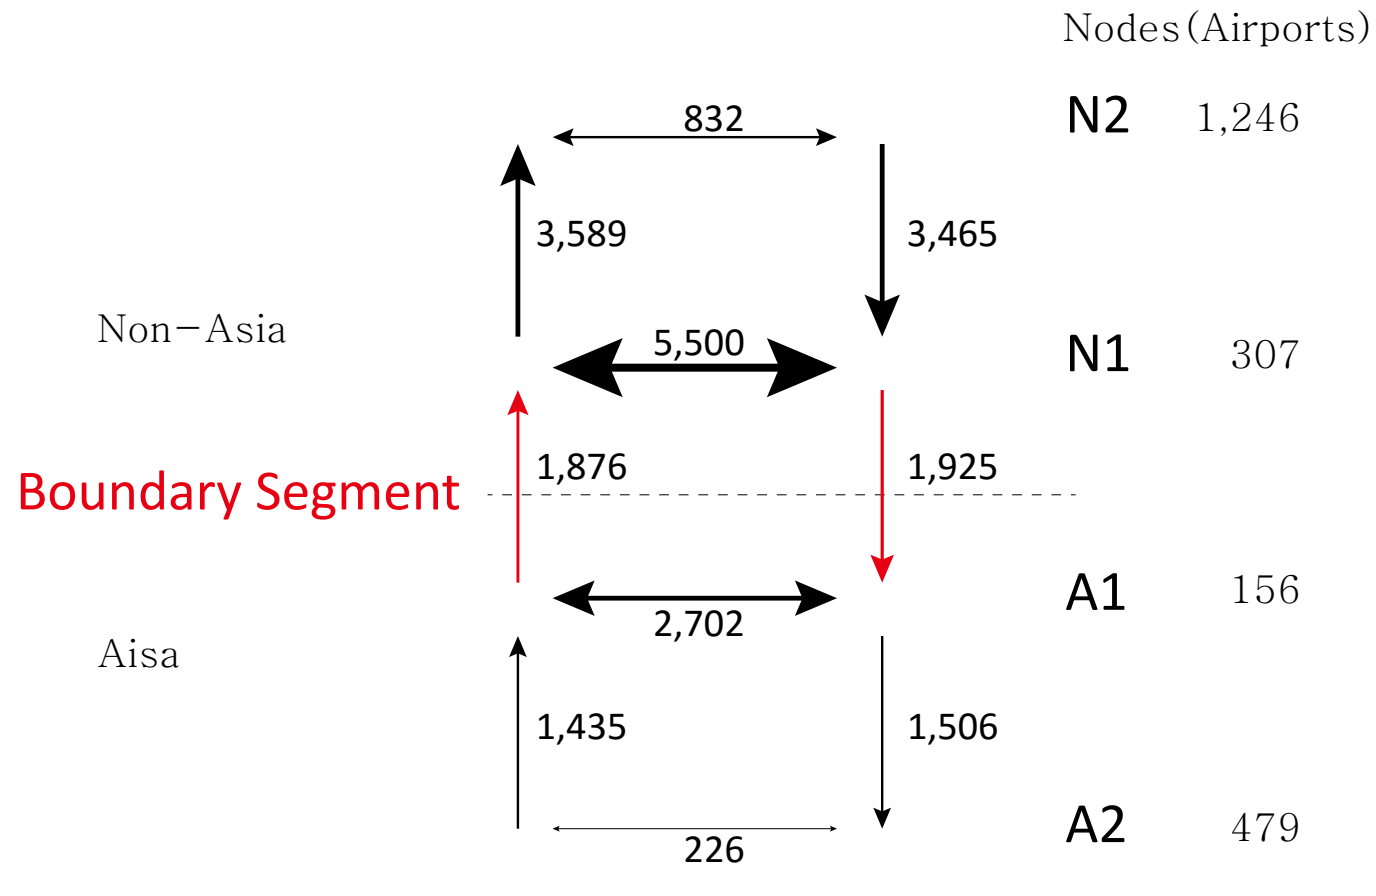 Nodes(Airports)
832
N2 1,246
3,589
3,465
Non-Asia
5,500
N1 307
1,876
1,925
Boundary Segment
A1 156
2,702
Aisa
1,435
1,506
A2 479
226